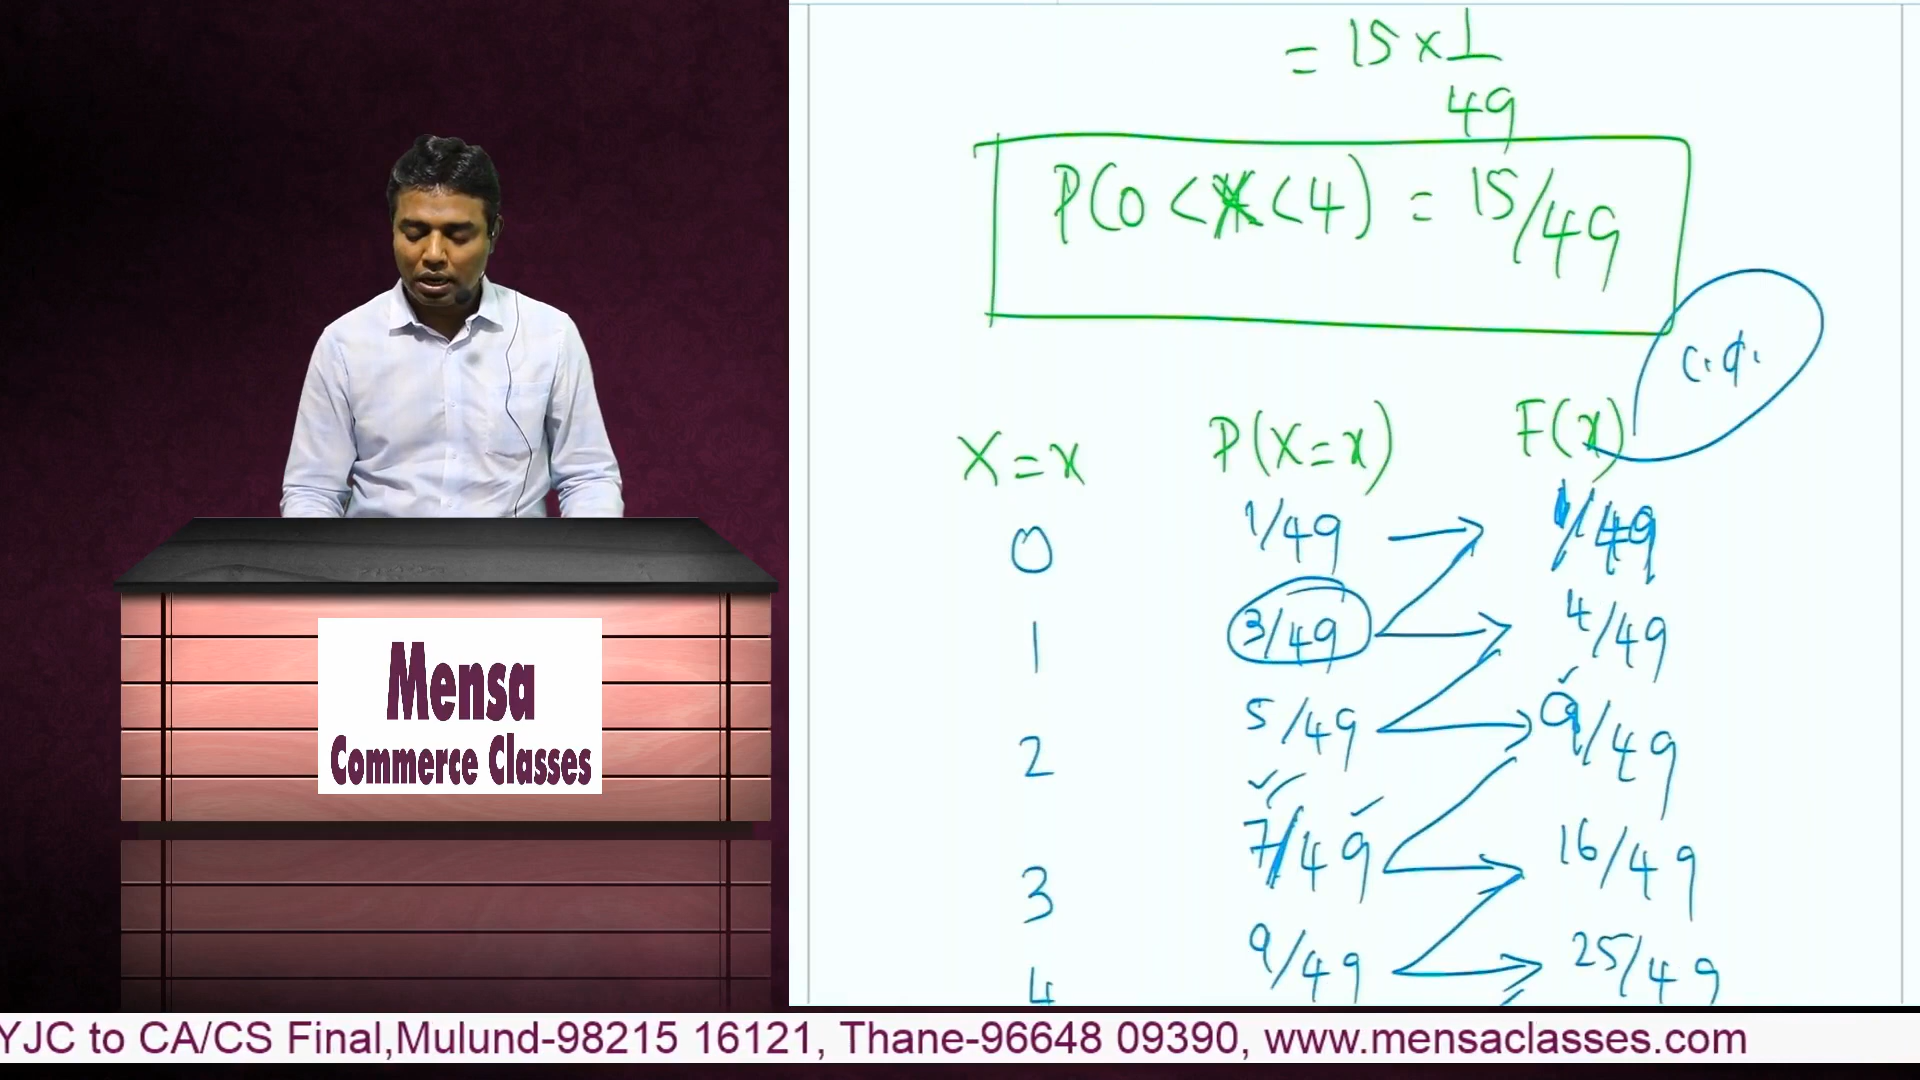 = 15 × 1/49
P(0 < X < 4) = 15/49
c.f.
X = x P(X = x) F(x)
0 1/49 1/49
1 3/49 4/49
2 5/49 9/49
3 7/49 16/49
4 9/49 25/49
Mensa
Commerce Classes
YJC to CA/CS Final,Mulund-98215 16121, Thane-96648 09390, www.mensaclasses.com